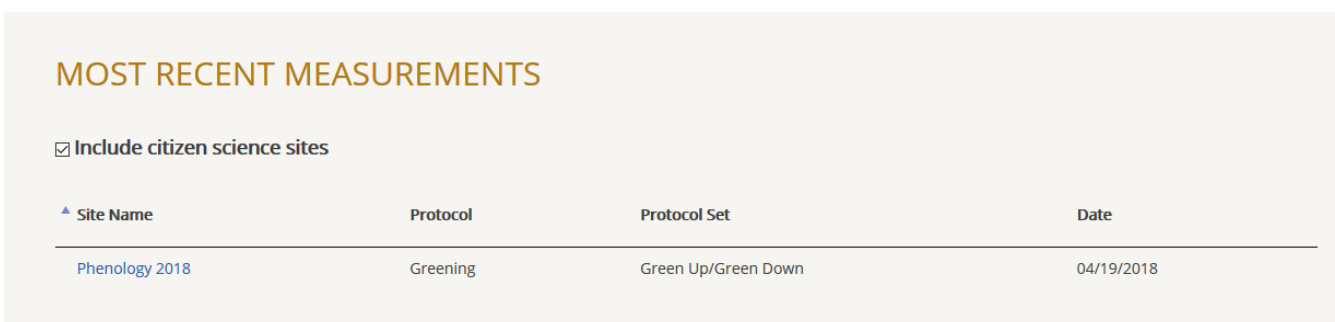 MOST RECENT MEASUREMENTS
Include citizen science sites
Site Name Protocol Protocol Set Date
Phenology 2018 Greening Green Up/Green Down 04/19/2018